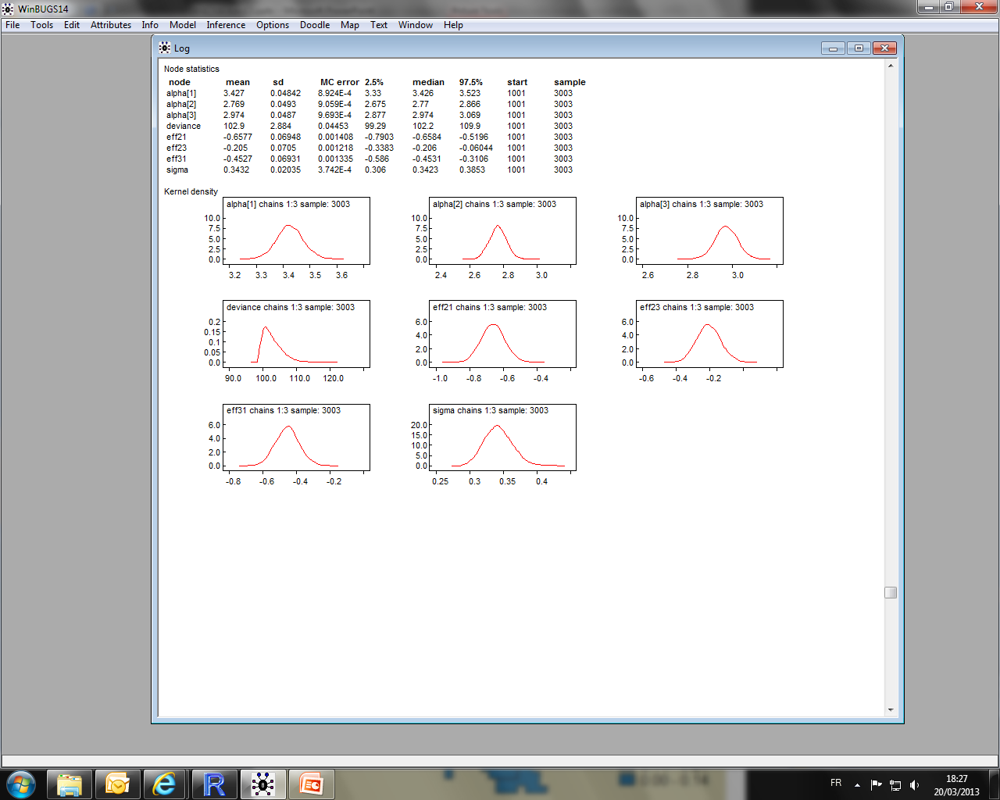 WinBUGS14
File Tools Edit Attributes Info Model Inference Options Doodle Map Text Window Help
Log
Node statistics
node mean sd MC error 2.5% median 97.5% start sample
alpha[1] 3.427 0.04842 8.924E-4 3.33 3.426 3.523 1001 3003
alpha[2] 2.769 0.0493 9.059E-4 2.675 2.77 2.866 1001 3003
alpha[3] 2.974 0.0487 9.693E-4 2.877 2.974 3.069 1001 3003
deviance 102.9 2.884 0.04453 99.29 102.2 109.9 1001 3003
eff21 -0.6577 0.06948 0.001408 -0.7903 -0.6584 -0.5196 1001 3003
eff23 -0.205 0.0705 0.001218 -0.3383 -0.206 -0.06044 1001 3003
eff31 -0.4527 0.06931 0.001335 -0.586 -0.4531 -0.3106 1001 3003
sigma 0.3432 0.02035 3.742E-4 0.306 0.3423 0.3853 1001 3003
Kernel density
alpha[1] chains 1:3 sample: 3003
10.0
7.5
5.0
2.5
0.0
3.2 3.3 3.4 3.5 3.6
alpha[2] chains 1:3 sample: 3003
10.0
7.5
5.0
2.5
0.0
2.4 2.6 2.8 3.0
alpha[3] chains 1:3 sample: 3003
10.0
7.5
5.0
2.5
0.0
2.6 2.8 3.0
deviance chains 1:3 sample: 3003
0.2
0.15
0.1
0.05
0.0
90.0 100.0 110.0 120.0
eff21 chains 1:3 sample: 3003
6.0
4.0
2.0
0.0
-1.0 -0.8 -0.6 -0.4
eff23 chains 1:3 sample: 3003
6.0
4.0
2.0
0.0
-0.6 -0.4 -0.2
eff31 chains 1:3 sample: 3003
6.0
4.0
2.0
0.0
-0.8 -0.6 -0.4 -0.2
sigma chains 1:3 sample: 3003
20.0
15.0
10.0
5.0
0.0
0.25 0.3 0.35 0.4
FR
18:27
20/03/2013